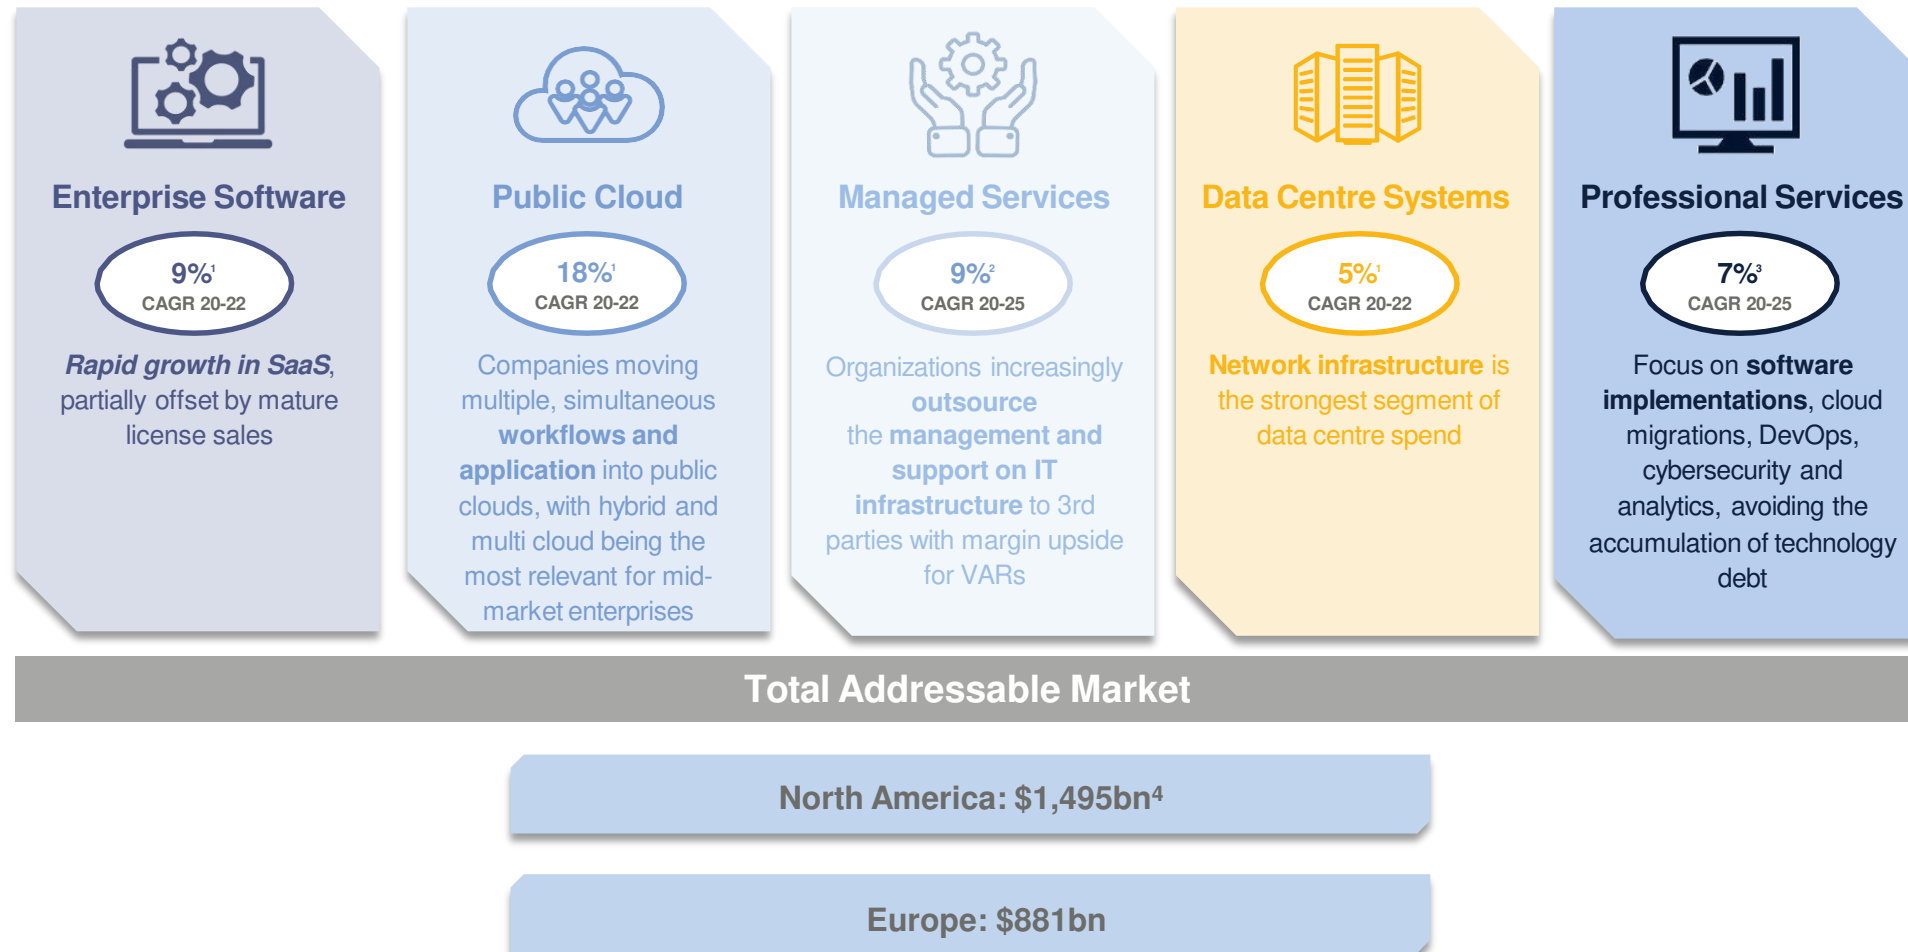 Enterprise Software
9%¹
CAGR 20-22
Rapid growth in SaaS,
partially offset by mature
license sales
Public Cloud
18%¹
CAGR 20-22
Companies moving
multiple, simultaneous
workflows and
application into public
clouds, with hybrid and
multi cloud being the
most relevant for mid-
market enterprises
Managed Services
9%²
CAGR 20-25
Organizations increasingly
outsource
the management and
support on IT
infrastructure to 3rd
parties with margin upside
for VARs
Data Centre Systems
5%¹
CAGR 20-22
Network infrastructure is
the strongest segment of
data centre spend
Professional Services
7%³
CAGR 20-25
Focus on software
implementations, cloud
migrations, DevOps,
cybersecurity and
analytics, avoiding the
accumulation of technology
debt
Total Addressable Market
North America: $1,495bn⁴
Europe: $881bn